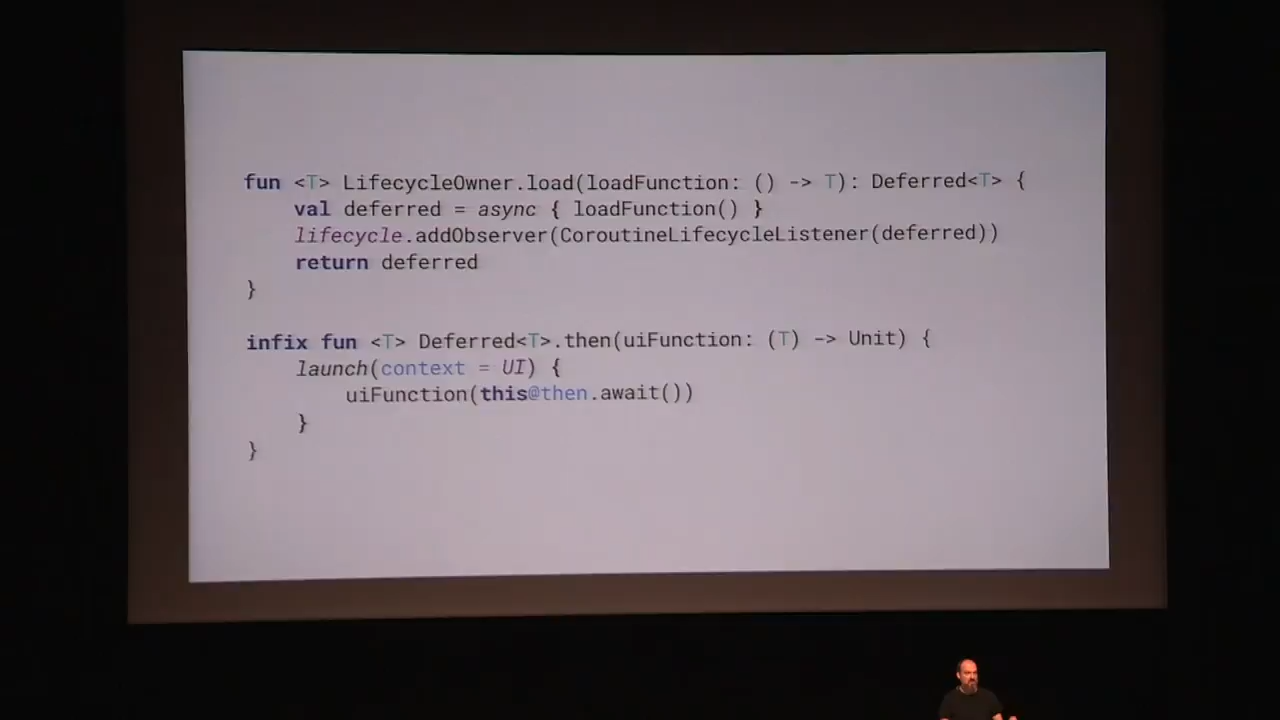 fun <T> LifecycleOwner.load(loadFunction: () -> T): Deferred<T> {
val deferred = async { loadFunction() }
lifecycle.addObserver(CoroutineLifecycleListener(deferred))
return deferred
}
infix fun <T> Deferred<T>.then(uiFunction: (T) -> Unit) {
launch(context = UI) {
uiFunction(this@then.await())
}
}